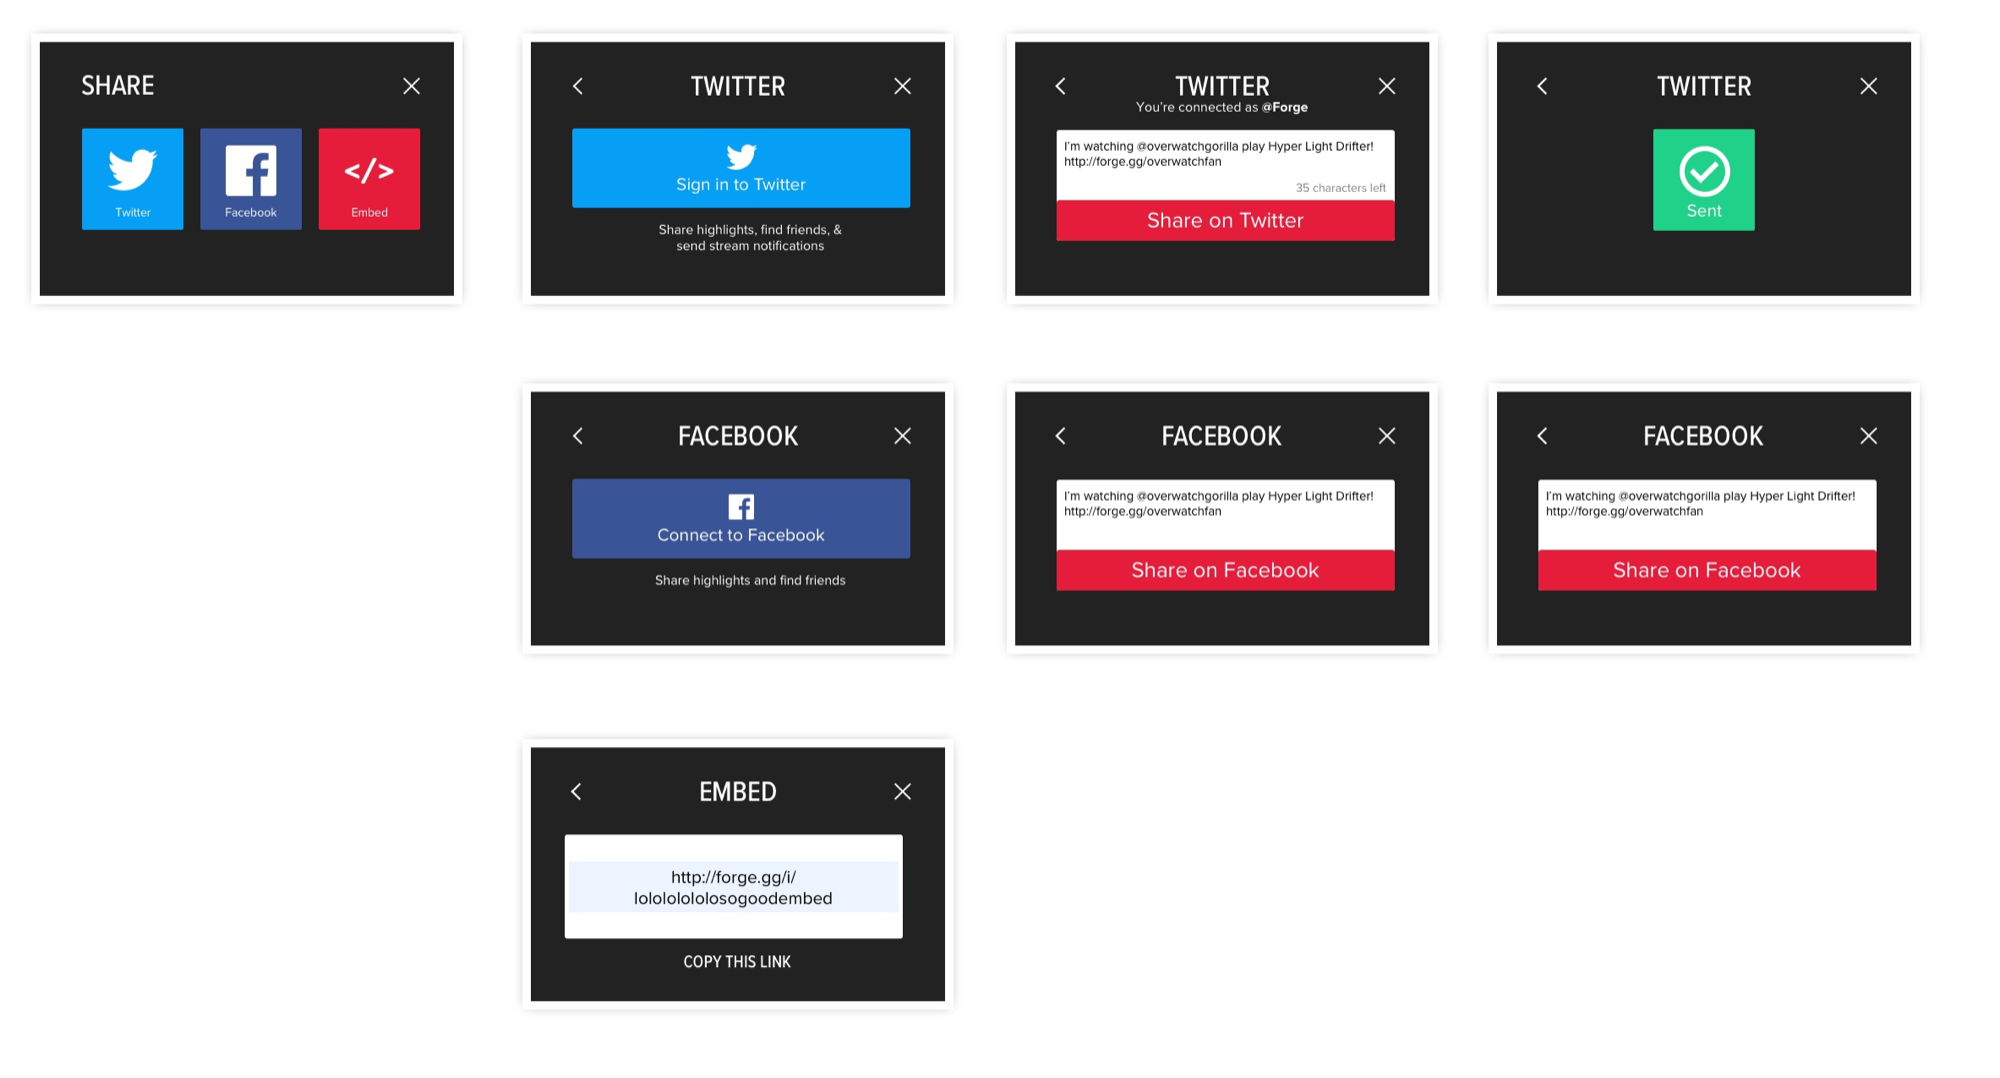 SHARE
Twitter
Facebook
</>
Embed
TWITTER
Sign in to Twitter
Share highlights, find friends, &
send stream notifications
TWITTER
You're connected as @Forge
I'm watching @overwatchgorilla play Hyper Light Drifter!
http://forge.gg/overwatchfan
35 characters left
Share on Twitter
TWITTER
Sent
FACEBOOK
Connect to Facebook
Share highlights and find friends
FACEBOOK
I'm watching @overwatchgorilla play Hyper Light Drifter!
http://forge.gg/overwatchfan
Share on Facebook
FACEBOOK
I'm watching @overwatchgorilla play Hyper Light Drifter!
http://forge.gg/overwatchfan
Share on Facebook
EMBED
http://forge.gg/i/
lolololololosogoodembed
COPY THIS LINK